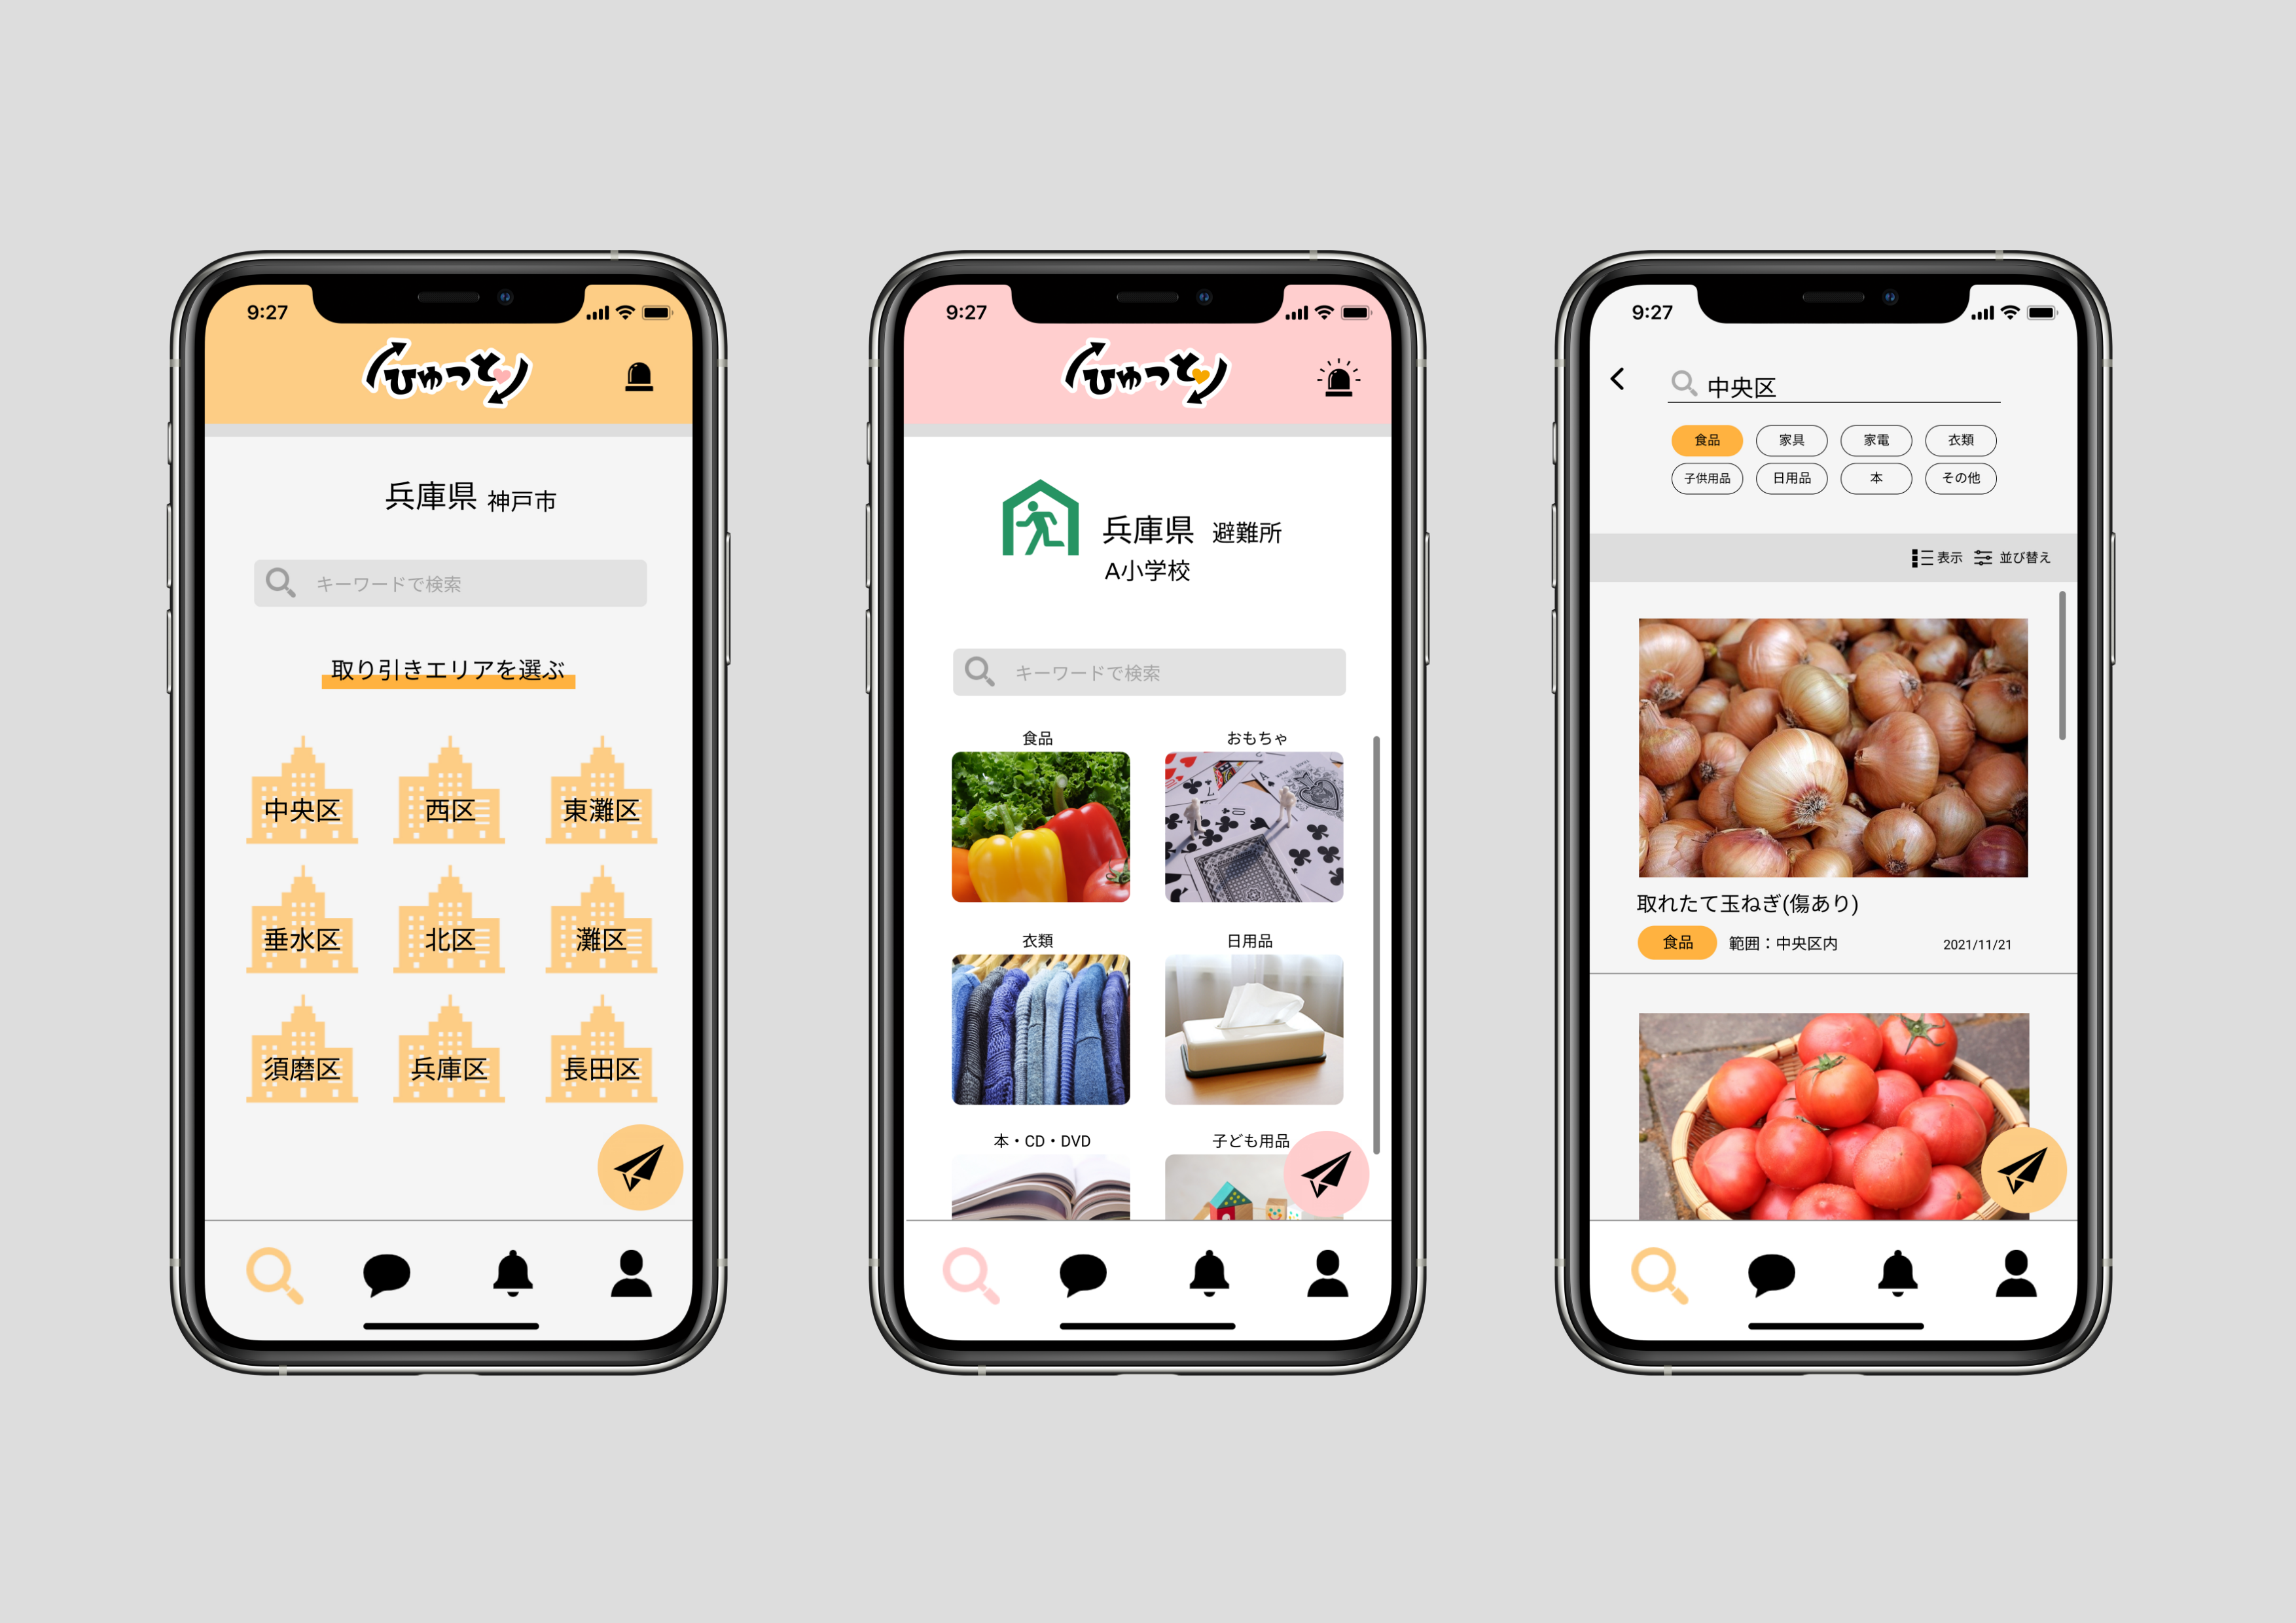 9:27
ひゅっと
兵庫県 神戸市
キーワードで検索
取り引きエリアを選ぶ
中央区 西区 東灘区
垂水区 北区 灘区
須磨区 兵庫区 長田区
9:27
ひゅっと
兵庫県 避難所
A小学校
キーワードで検索
食品 おもちゃ
衣類 日用品
本・CD・DVD 子ども用品
9:27
中央区
食品 家具 家電 衣類
子供用品 日用品 本 その他
表示 並び替え
取れたて玉ねぎ(傷あり)
食品 範囲：中央区内 2021/11/21